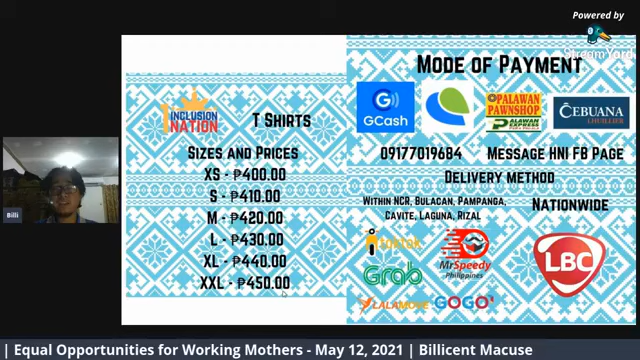 Powered by
StreamYard
INCLUSION
NATION
T SHIRTS
SIZES AND PRICES
XS - ₱400.00
S - ₱410.00
M - ₱420.00
L - ₱430.00
XL - ₱440.00
XXL - ₱450.00
MODE OF PAYMENT
GCash
PALAWAN
PAWNSHOP
PALAWAN
EXPRESS
CEBUANA
LHUILLIER
09177019684
MESSAGE HNI FB PAGE
DELIVERY METHOD
WITHIN NCR, BULACAN, PAMPANGA,
CAVITE, LAGUNA, RIZAL
NATIONWIDE
toktok
MrSpeedy
Philippines
Grab
LALAMOVE
GOGO
LBC
Billi
| Equal Opportunities for Working Mothers - May 12, 2021 | Billicent Macuse